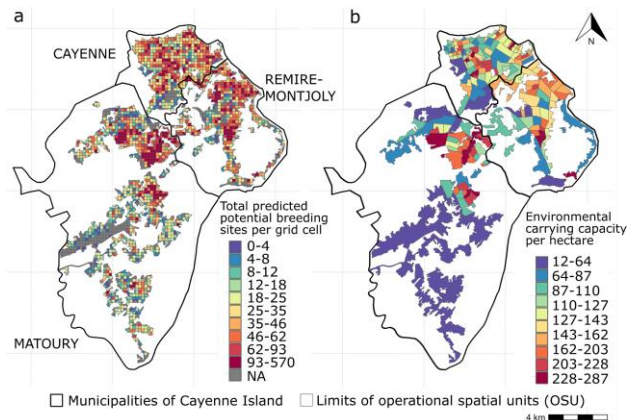 a
b
N
CAYENNE
REMIRE-
MONTJOLY
MATOURY
Total predicted
potential breeding
sites per grid cell
0-4
4-8
8-12
12-18
18-25
25-35
35-46
46-62
62-93
93-570
NA
Environmental
carrying capacity
per hectare
12-64
64-87
87-110
110-127
127-143
143-162
162-203
203-228
228-287
Municipalities of Cayenne Island
Limits of operational spatial units (OSU)
4 km